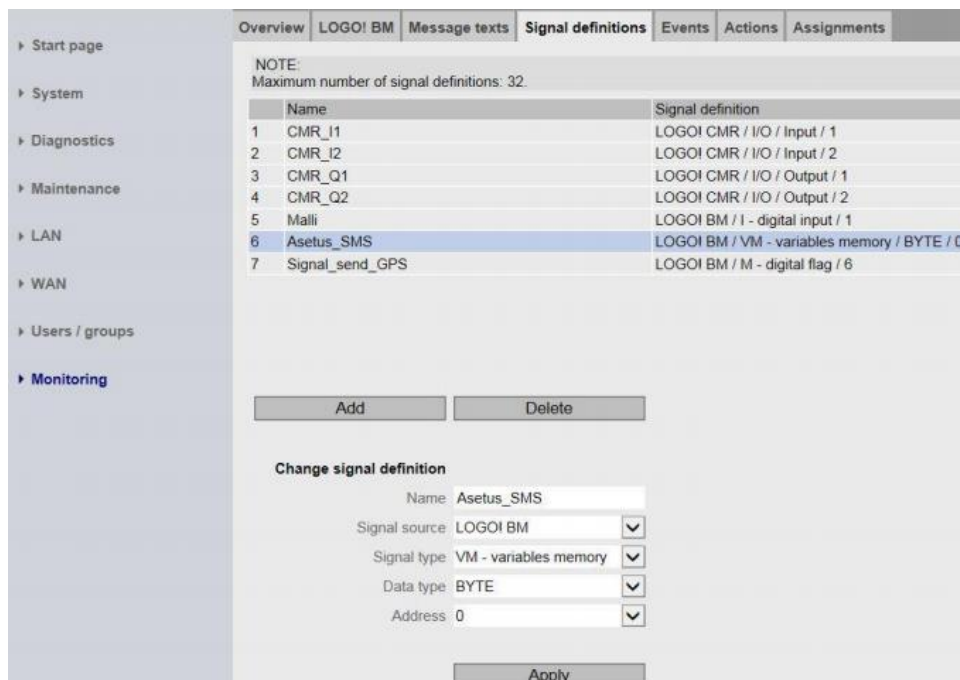 Overview LOGO! BM Message texts Signal definitions Events Actions Assignments
Start page
System
Diagnostics
Maintenance
LAN
WAN
Users / groups
Monitoring
NOTE:
Maximum number of signal definitions: 32.
Name Signal definition
1 CMR_I1 LOGO! CMR / I/O / Input / 1
2 CMR_I2 LOGO! CMR / I/O / Input / 2
3 CMR_Q1 LOGO! CMR / I/O / Output / 1
4 CMR_Q2 LOGO! CMR / I/O / Output / 2
5 Malli LOGO! BM / I - digital input / 1
6 Asetus_SMS LOGO! BM / VM - variables memory / BYTE / 0
7 Signal_send_GPS LOGO! BM / M - digital flag / 6
Add Delete
Change signal definition
Name Asetus_SMS
Signal source LOGO! BM
Signal type VM - variables memory
Data type BYTE
Address 0
Apply